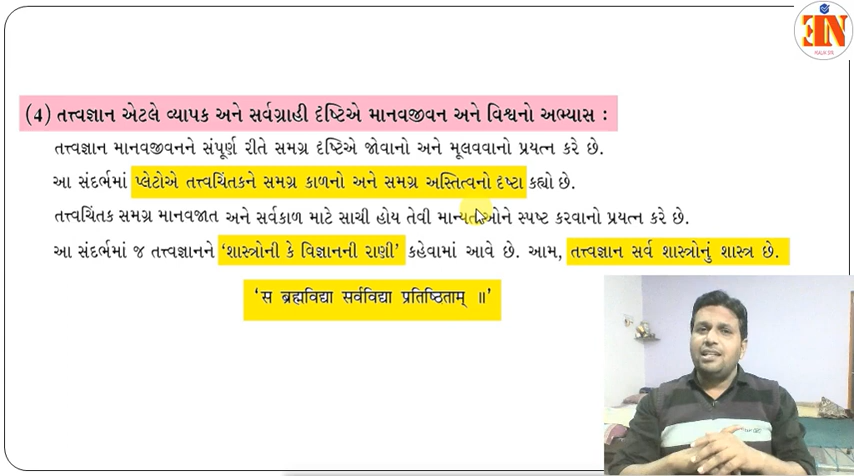 EIN
(4) તત્ત્વજ્ઞાન એટલે વ્યાપક અને સર્વગ્રાહી દૃષ્ટિએ માનવજીવન અને વિશ્વનો અભ્યાસ :
તત્ત્વજ્ઞાન માનવજીવનને સંપૂર્ણ રીતે સમગ્ર દૃષ્ટિએ જોવાનો અને મૂલવવાનો પ્રયત્ન કરે છે.
આ સંદર્ભમાં પ્લેટોએ તત્ત્વચિંતકને સમગ્ર કાળનો અને સમગ્ર અસ્તિત્વનો દૃષ્ટા કહ્યો છે.
તત્ત્વચિંતક સમગ્ર માનવજાત અને સર્વકાળ માટે સાચી હોય તેવી માન્યતાઓને સ્પષ્ટ કરવાનો પ્રયત્ન કરે છે.
આ સંદર્ભમાં જ તત્ત્વજ્ઞાનને ‘શાસ્ત્રોની કે વિજ્ઞાનની રાણી’ કહેવામાં આવે છે. આમ, તત્ત્વજ્ઞાન સર્વ શાસ્ત્રોનું શાસ્ત્ર છે.
‘स ब्रह्मविद्या सर्वविद्या प्रतिष्ठिताम् ॥’